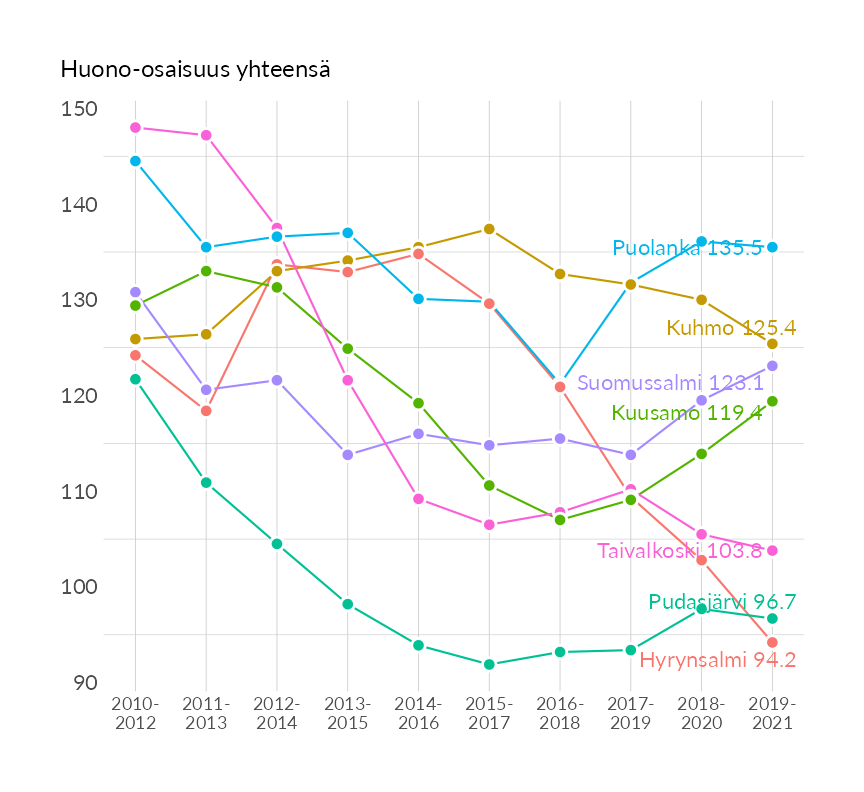 Huono-osaisuus yhteensä
150
140
130
120
110
100
90
Puolanka 135.5
Kuhmo 125.4
Suomussalmi 123.1
Kuusamo 119.4
Taivalkoski 103.8
Pudasjärvi 96.7
Hyrynsalmi 94.2
2010- 2011- 2012- 2013- 2014- 2015- 2016- 2017- 2018- 2019-
2012 2013 2014 2015 2016 2017 2018 2019 2020 2021